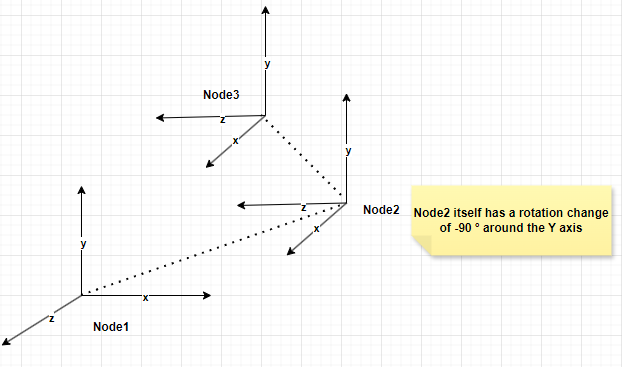 y
Node3
z
x
y
Node2 itself has a rotation change
of -90 ° around the Y axis
z
Node2
x
y
x
z
Node1